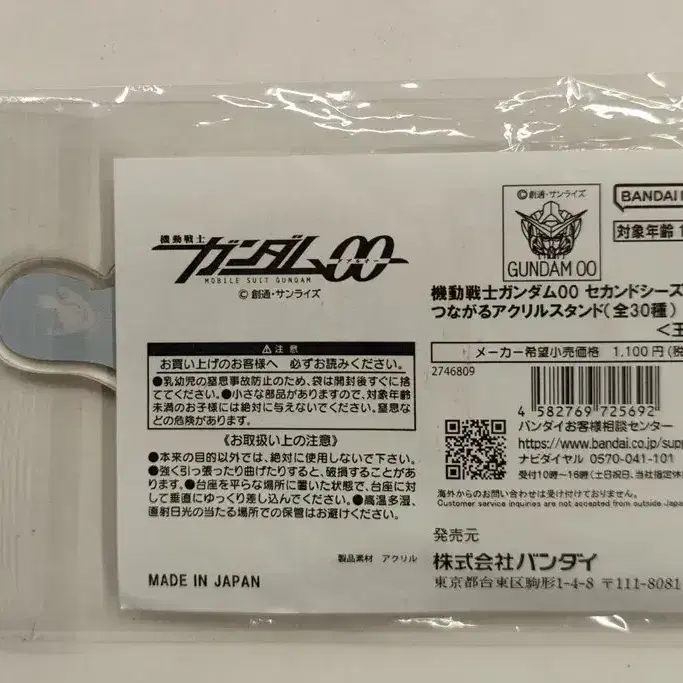 機動戦士
ガンダム00
ダブルオー
MOBILE SUIT GUNDAM
© 創通・サンライズ
⚠注意
お買い上げのお客様へ 必ずお読みください。
●乳幼児の窒息事故防止のため、袋は開封後すぐに捨
ててください。●小さな部品がありますので、対象年齢
未満のお子様には絶対に与えないでください。窒息な
どの危険があります。
《お取扱い上の注意》
●本来の目的以外では、絶対に使用しないで下さい。
●強く引っ張ったり曲げたりすると、破損することがあ
ります。●台座を平らな場所に置いた状態で、台座に対
して垂直にゆっくり差し込んでください。●高温多湿、
直射日光の当たる場所での保管はお避けください。
製品素材 アクリル
MADE IN JAPAN
© 創通・サンライズ
GUNDAM 00
BANDAI
対象年齢 1
機動戦士ガンダム00 セカンドシーズ
つながるアクリルスタンド(全30種)
<王
メーカー希望小売価格 1,100円(税
2746809
4 582769 725692
バンダイお客様相談センター
https://www.bandai.co.jp/supp
ナビダイヤル 0570-041-101
受付10時~16時(土日祝日、当社指定休
海外からのお問い合わせは受け付けておりません。
Customer service inquiries are not accepted from outside Japan
発売元
株式会社バンダイ
東京都台東区駒形1-4-8 〒111-8081